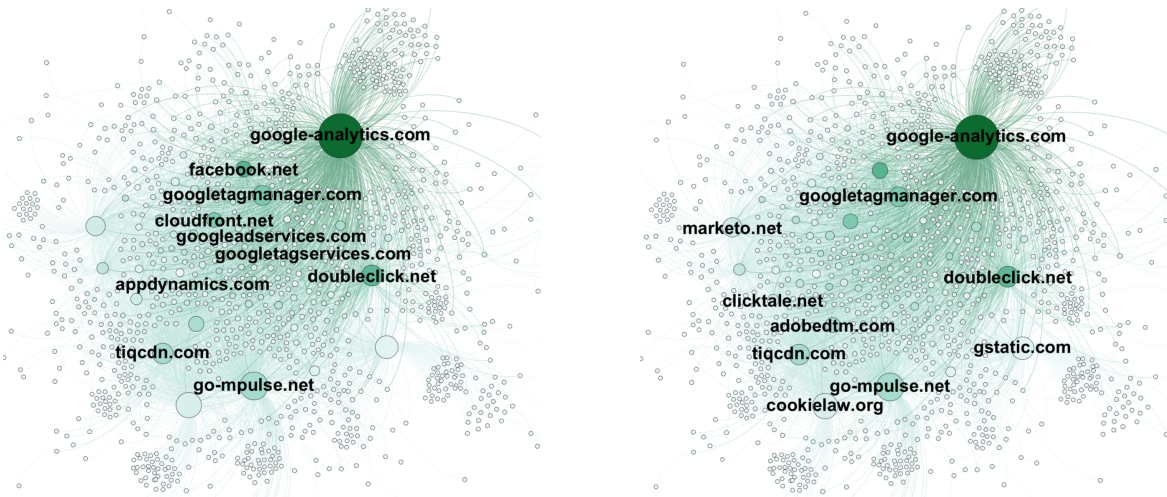 google-analytics.com
facebook.net
googletagmanager.com
cloudfront.net
googleadservices.com
googletagservices.com
doubleclick.net
appdynamics.com
tiqcdn.com
go-mpulse.net
google-analytics.com
googletagmanager.com
marketo.net
doubleclick.net
clicktale.net
adobedtm.com
gstatic.com
tiqcdn.com
go-mpulse.net
cookielaw.org